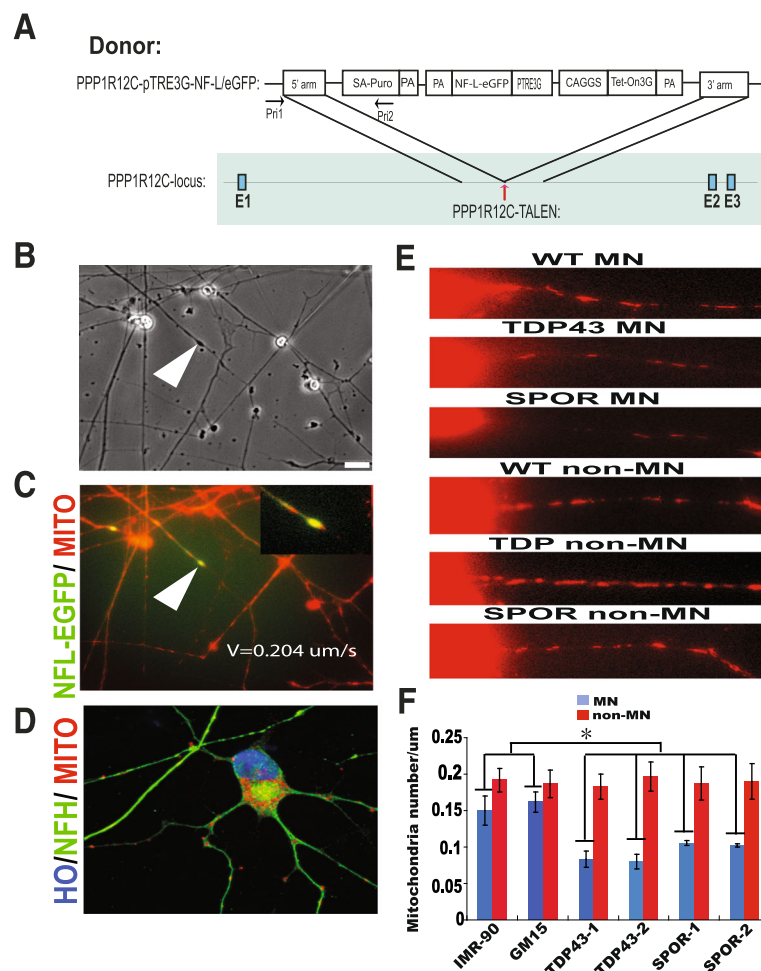 A
Donor:
PPP1R12C-pTRE3G-NF-L/eGFP:
5' arm
SA-Puro
PA
PA
NF-L-eGFP
PTRE3G
CAGGS
Tet-On3G
PA
3' arm
Pri1
Pri2
PPP1R12C-locus:
E1
E2
E3
PPP1R12C-TALEN:
B
C
NFL-EGFP/ MITO
V=0.204 um/s
D
HO/NFH/ MITO
E
WT MN
TDP43 MN
SPOR MN
WT non-MN
TDP non-MN
SPOR non-MN
F
MN
non-MN
*
Mitochondria number/um
0.25
0.2
0.15
0.1
0.05
0
IMR-90
GM15
TDP43-1
TDP43-2
SPOR-1
SPOR-2